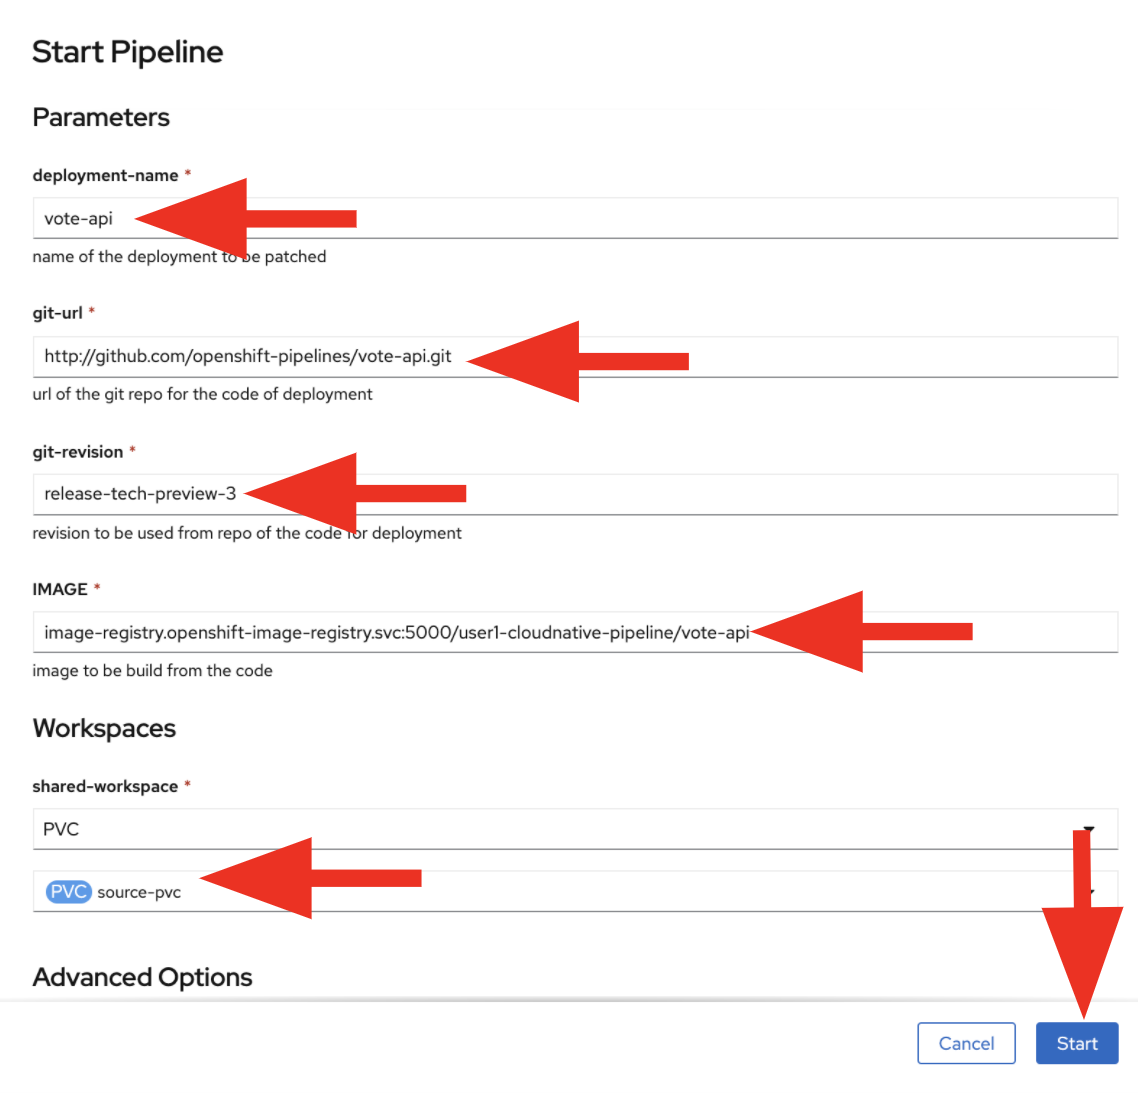 Start Pipeline
Parameters
deployment-name *
vote-api
name of the deployment to be patched
git-url *
http://github.com/openshift-pipelines/vote-api.git
url of the git repo for the code of deployment
git-revision *
release-tech-preview-3
revision to be used from repo of the code for deployment
IMAGE *
image-registry.openshift-image-registry.svc:5000/user1-cloudnative-pipeline/vote-api
image to be build from the code
Workspaces
shared-workspace *
PVC
PVC source-pvc
Advanced Options
Cancel Start